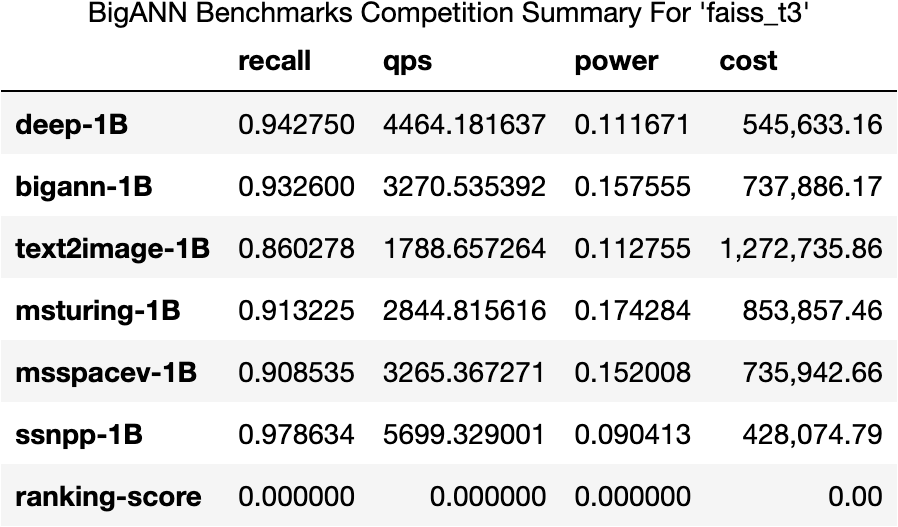 BigANN Benchmarks Competition Summary For 'faiss_t3'
recall qps power cost
deep-1B 0.942750 4464.181637 0.111671 545,633.16
bigann-1B 0.932600 3270.535392 0.157555 737,886.17
text2image-1B 0.860278 1788.657264 0.112755 1,272,735.86
msturing-1B 0.913225 2844.815616 0.174284 853,857.46
msspacev-1B 0.908535 3265.367271 0.152008 735,942.66
ssnpp-1B 0.978634 5699.329001 0.090413 428,074.79
ranking-score 0.000000 0.000000 0.000000 0.00